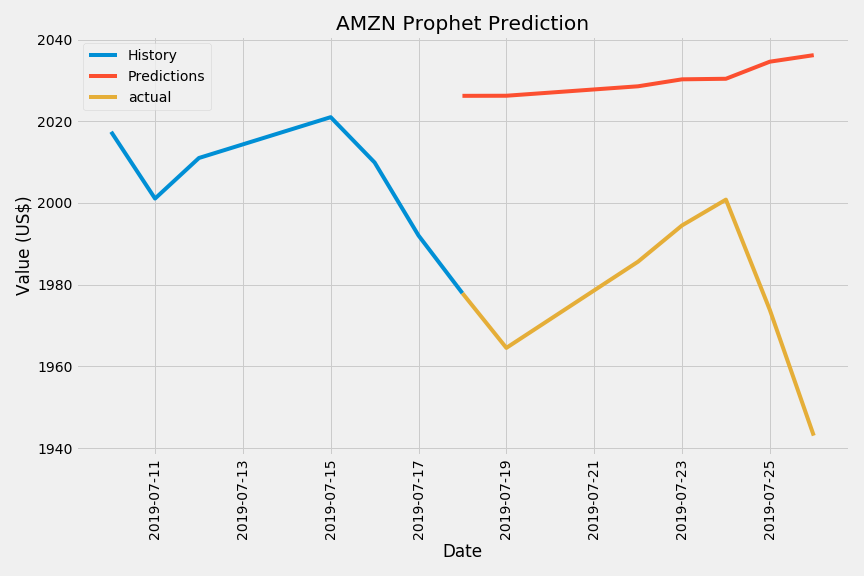 AMZN Prophet Prediction
History
Predictions
actual
Value (US$)
2040
2020
2000
1980
1960
1940
2019-07-11
2019-07-13
2019-07-15
2019-07-17
2019-07-19
2019-07-21
2019-07-23
2019-07-25
Date